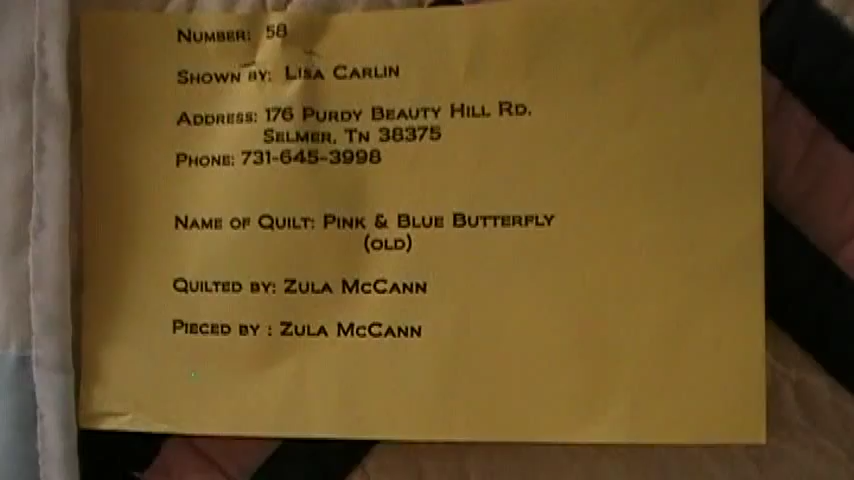 NUMBER: 58
SHOWN BY: LISA CARLIN
ADDRESS: 176 PURDY BEAUTY HILL RD.
SELMER, TN 38375
PHONE: 731-645-3998
NAME OF QUILT: PINK & BLUE BUTTERFLY
(OLD)
QUILTED BY: ZULA MCCANN
PIECED BY : ZULA MCCANN